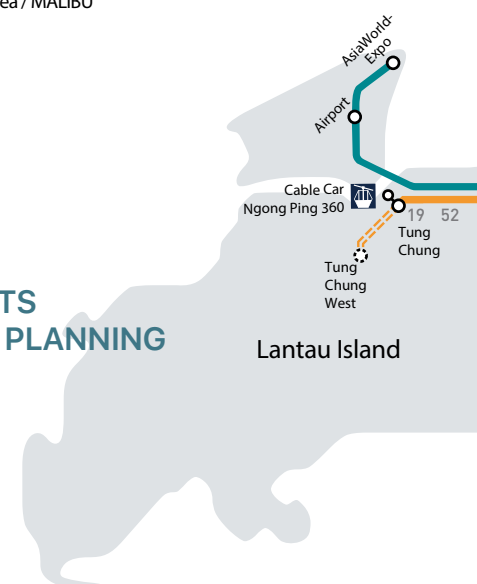 ea / MALIBU
AsiaWorld-
Expo
Airport
Cable Car
Ngong Ping 360
19 52
Tung
Chung
Tung
Chung
West
TS
PLANNING
Lantau Island